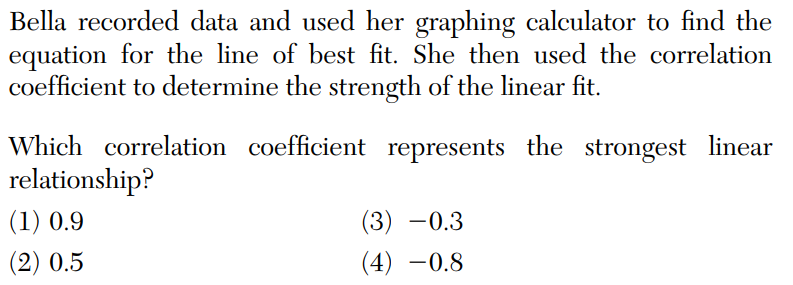 Bella recorded data and used her graphing calculator to find the
equation for the line of best fit. She then used the correlation
coefficient to determine the strength of the linear fit.
Which correlation coefficient represents the strongest linear
relationship?
(1) 0.9
(2) 0.5
(3) −0.3
(4) −0.8